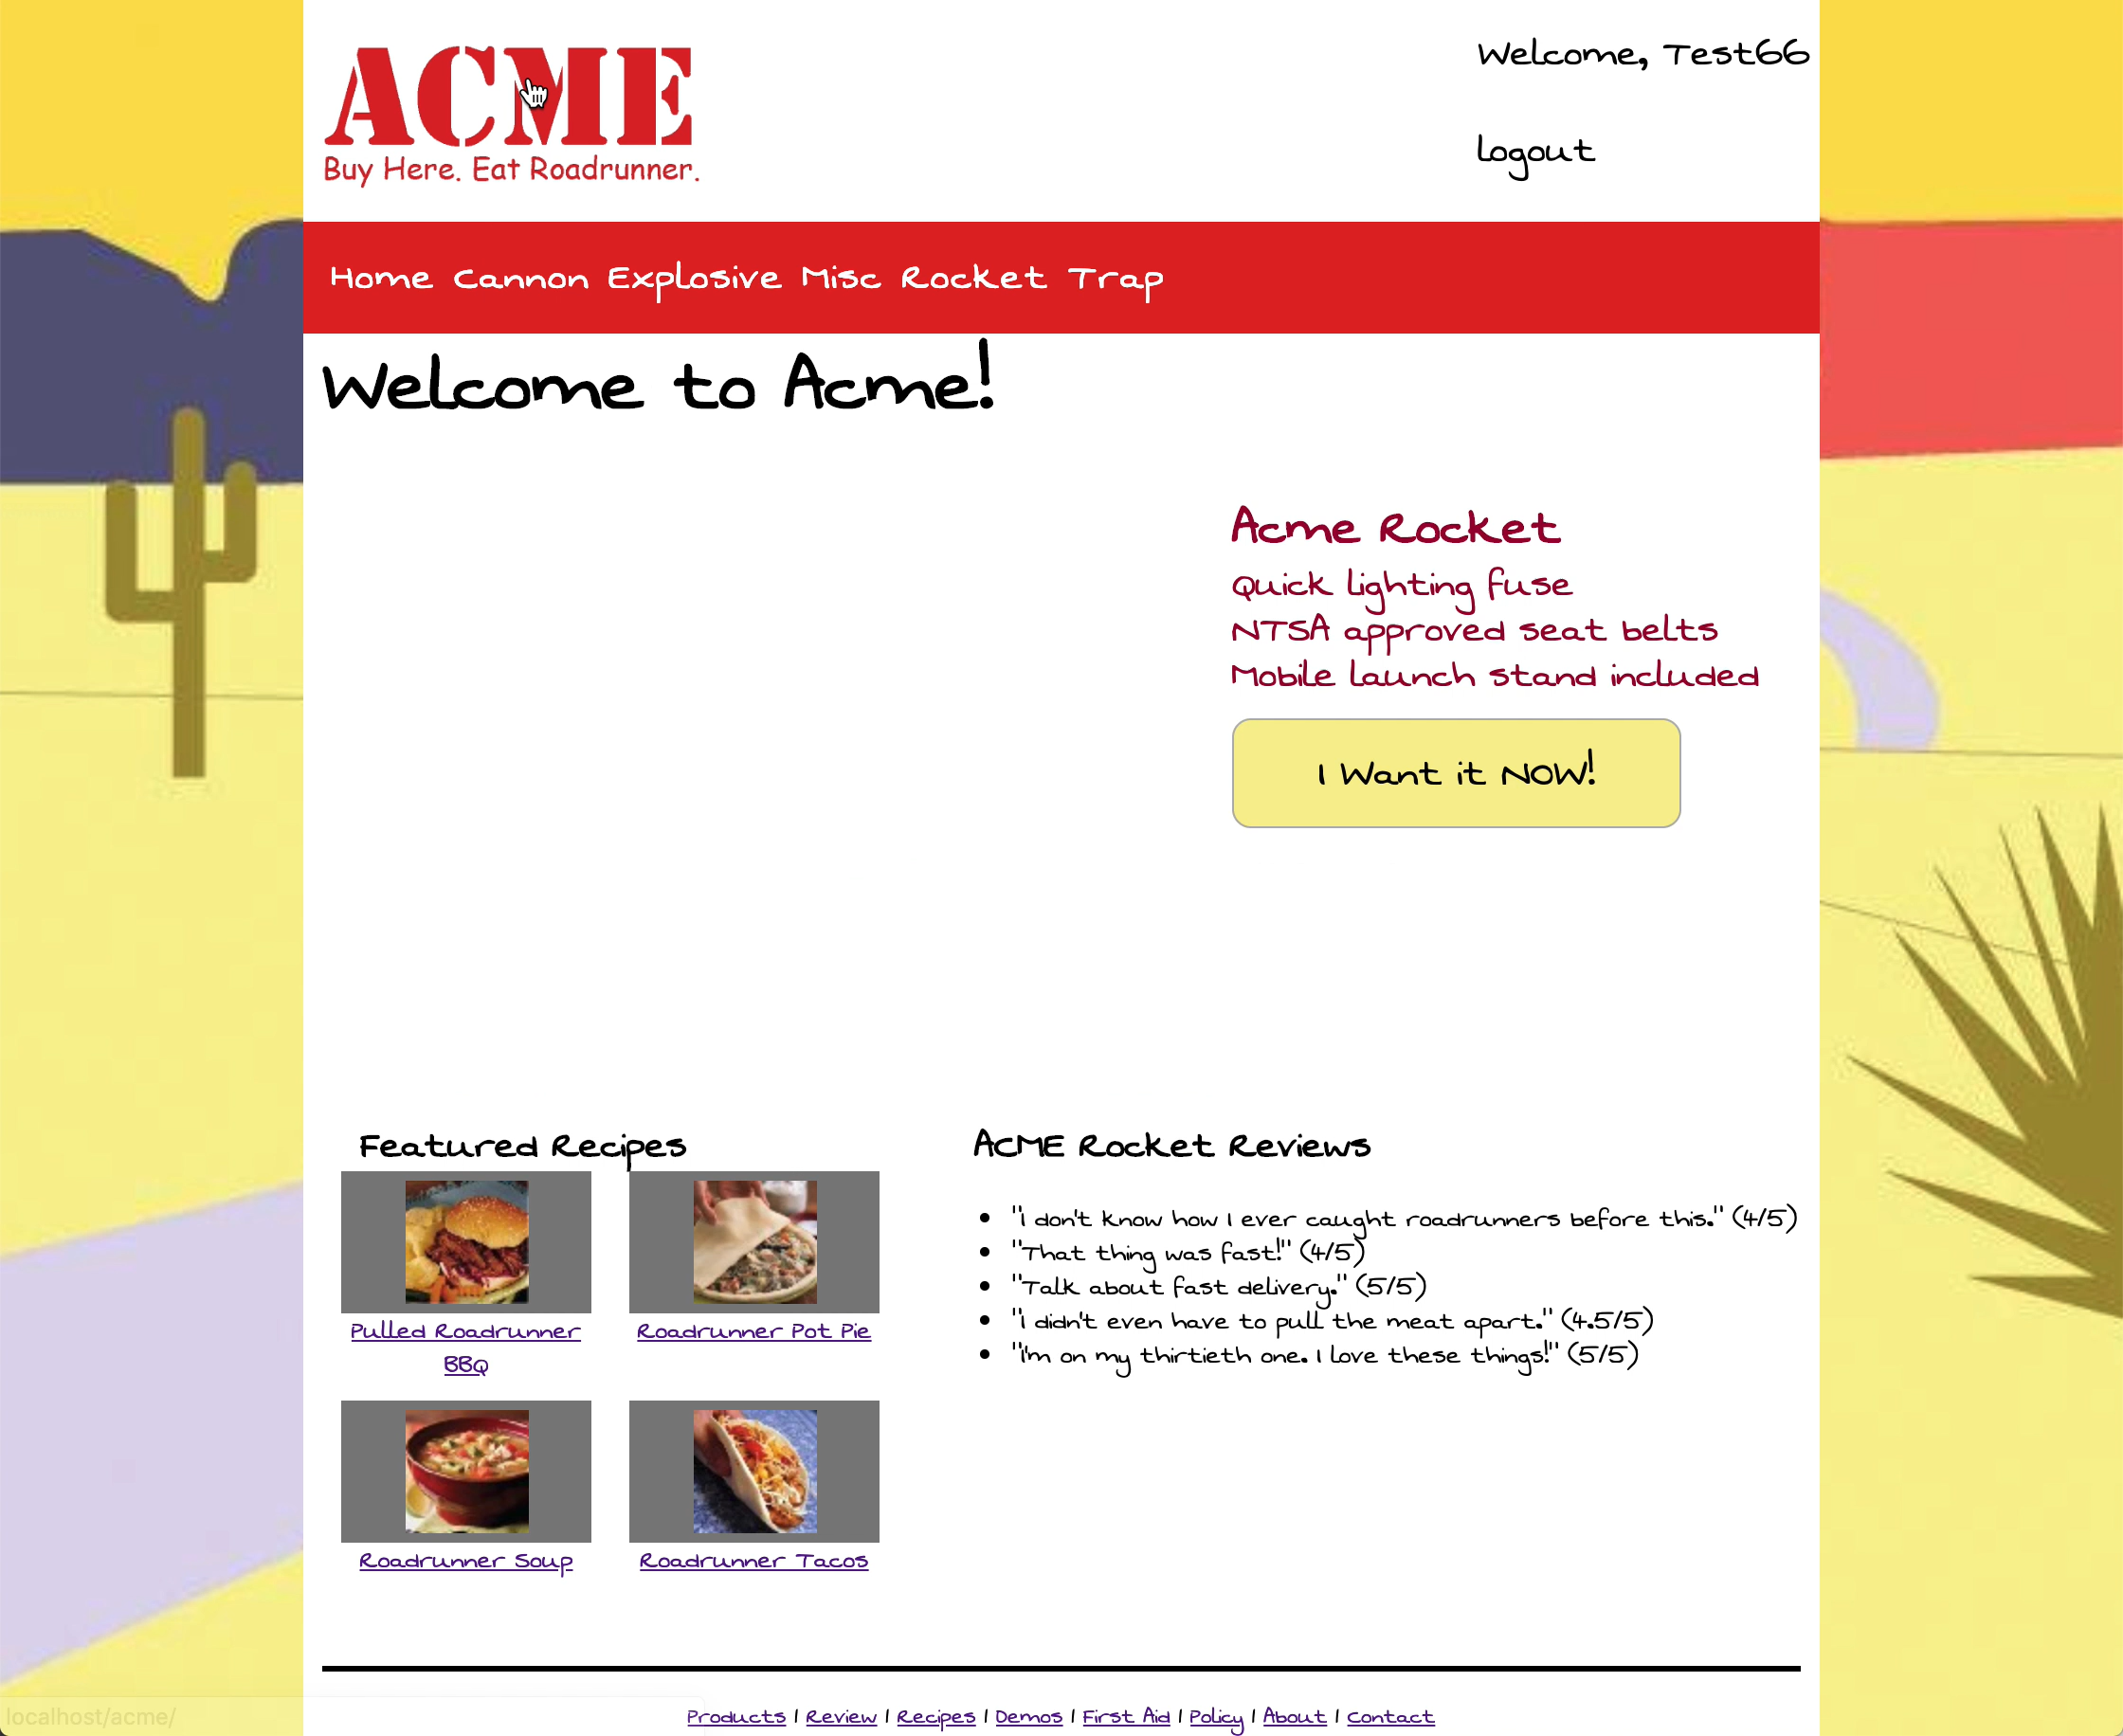 ACME
Buy Here. Eat Roadrunner.
Welcome, Test66
logout
Home Cannon Explosive Misc Rocket Trap
Welcome to Acme!
Acme Rocket
Quick lighting fuse
NTSA approved seat belts
Mobile launch stand included
I Want it NOW!
Featured Recipes
Pulled Roadrunner
BBQ
Roadrunner Pot Pie
Roadrunner Soup
Roadrunner Tacos
ACME Rocket Reviews
"I don't know how I ever caught roadrunners before this." (4/5)
"That thing was fast!" (4/5)
"Talk about fast delivery." (5/5)
"I didn't even have to pull the meat apart." (4.5/5)
"I'm on my thirtieth one. I love these things!" (5/5)
Products | Review | Recipes | Demos | First Aid | Policy | About | Contact
localhost/acme/